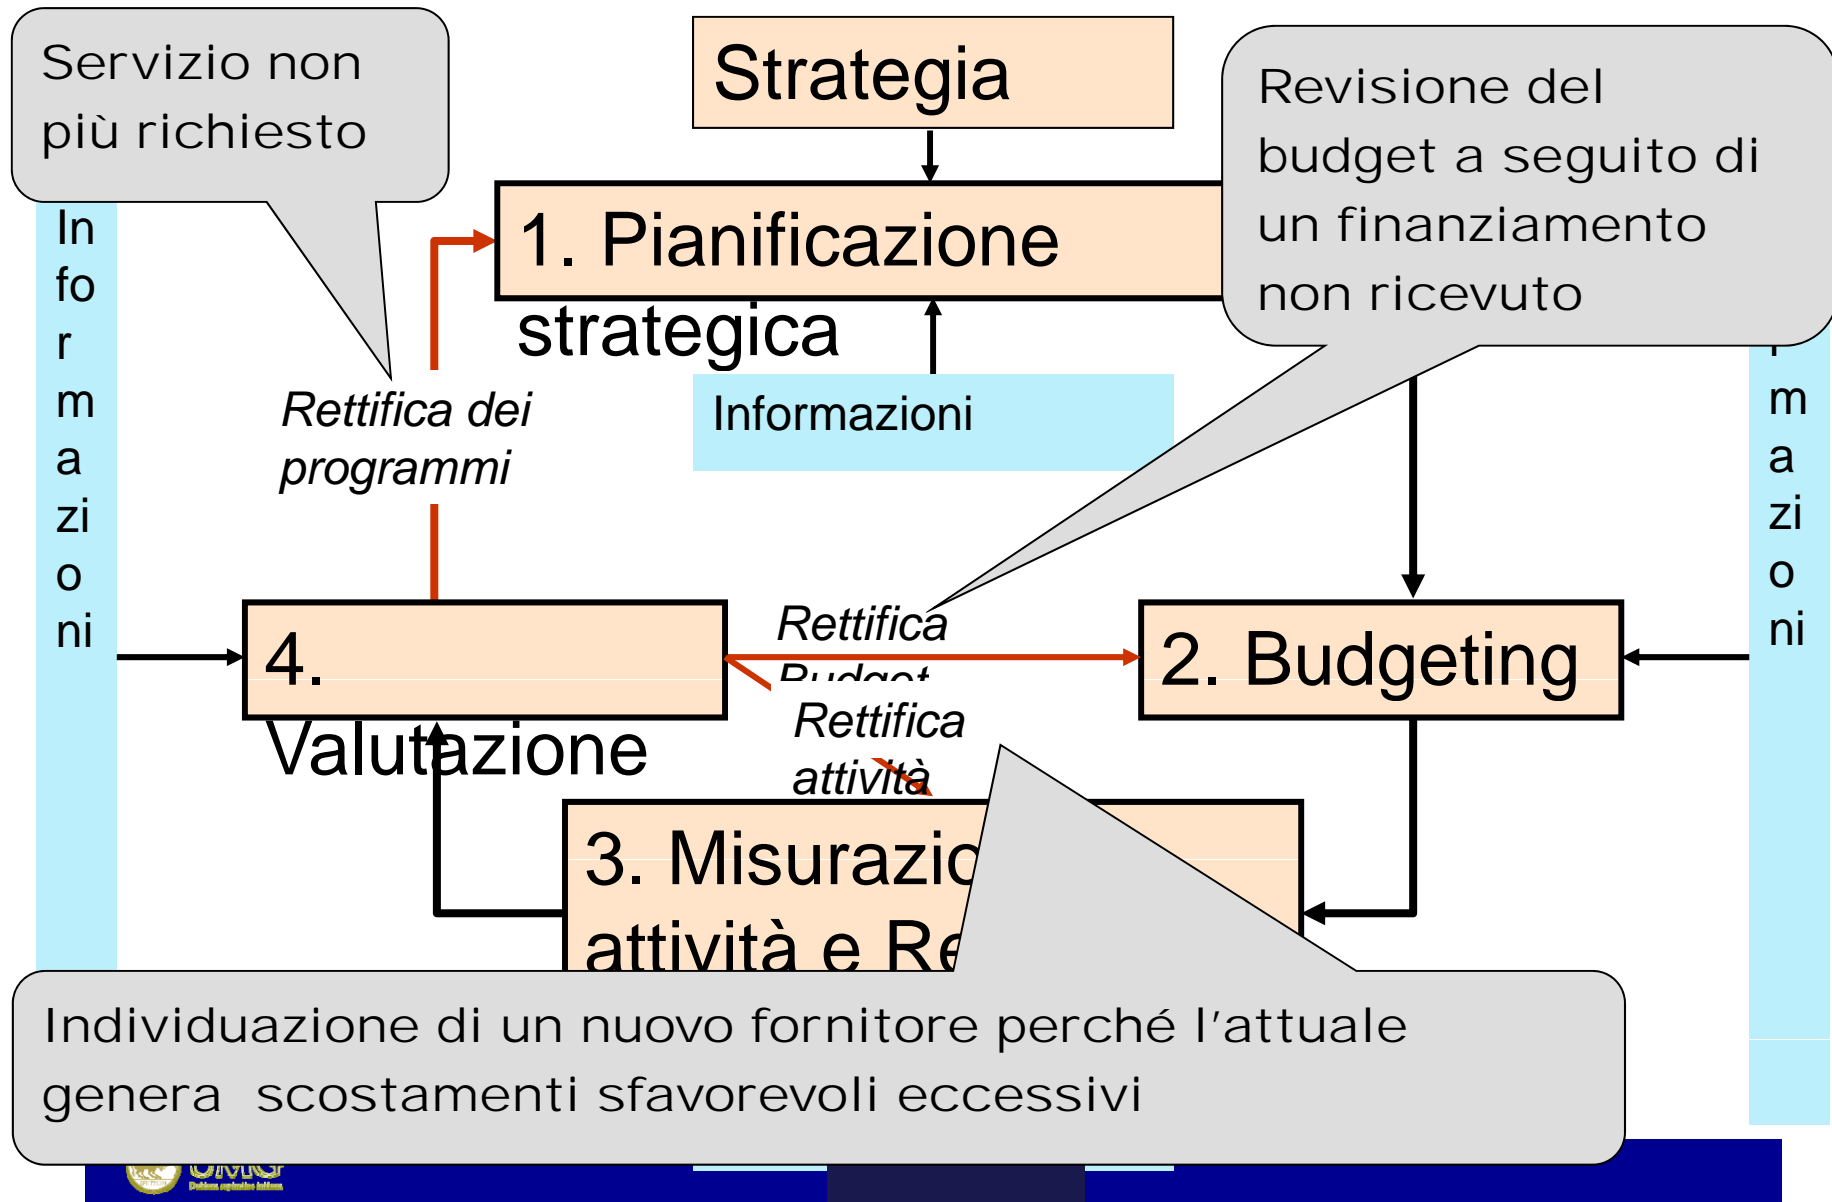 Servizio non
più richiesto
Strategia
Revisione del
budget a seguito di
un finanziamento
non ricevuto
1. Pianificazione
strategica
In
fo
r
m
a
zi
o
ni
Rettifica dei
programmi
Informazioni
m
a
zi
o
ni
4.
Valutazione
Rettifica
Budget
2. Budgeting
Rettifica
attività
3.
attività e
Individuazione di un nuovo fornitore perché l'attuale
genera scostamenti sfavorevoli eccessivi